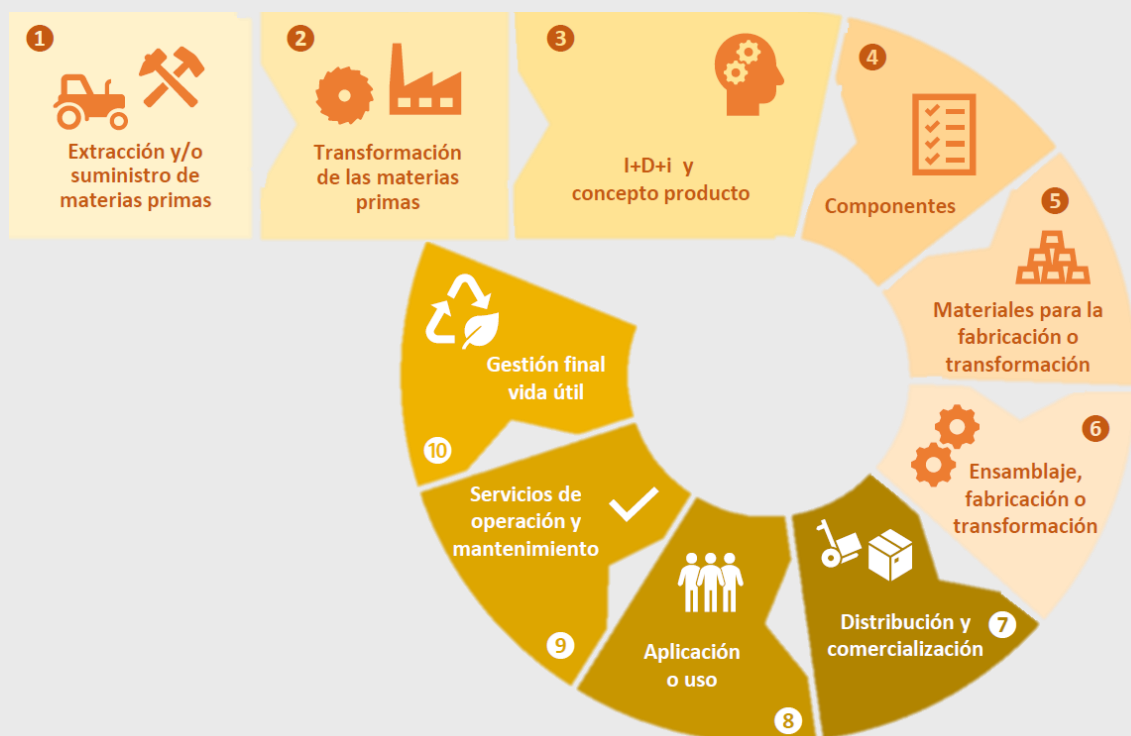 1
Extracción y/o
suministro de
materias primas
2
Transformación
de las materias
primas
3
I+D+i y
concepto producto
4
Componentes
5
Materiales para la
fabricación o
transformación
6
Ensamblaje,
fabricación o
transformación
7
Distribución y
comercialización
8
Aplicación
o uso
9
Servicios de
operación y
mantenimiento
10
Gestión final
vida útil